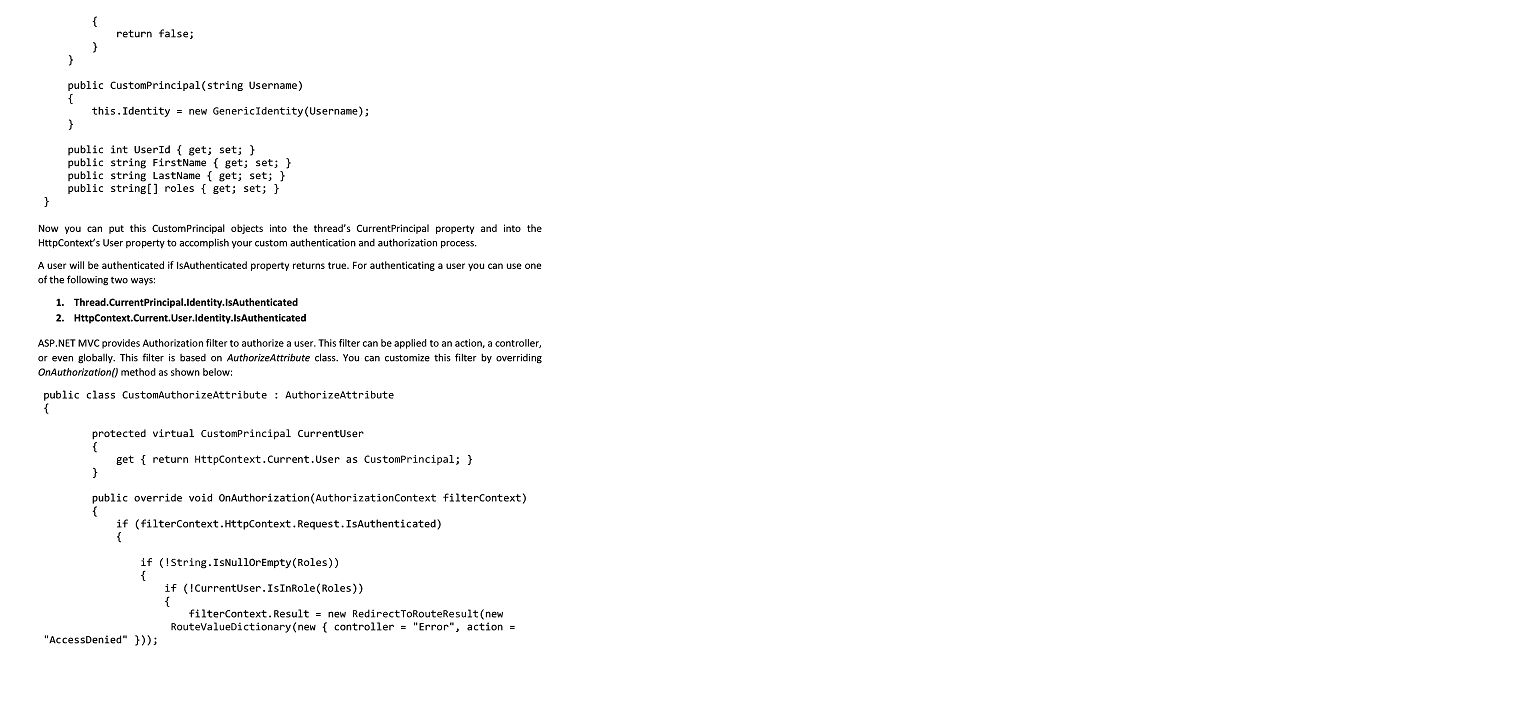 {
return false;
}
}
public CustomPrincipal(string Username)
{
this.Identity = new GenericIdentity(Username);
}
public int UserId { get; set; }
public string FirstName { get; set; }
public string LastName { get; set; }
public string[] roles { get; set; }
}
Now you can put this CustomPrincipal objects into the thread's CurrentPrincipal property and into the
HttpContext's User property to accomplish your custom authentication and authorization process.
A user will be authenticated if IsAuthenticated property returns true. For authenticating a user you can use one
of the following two ways:
1. Thread.CurrentPrincipal.Identity.IsAuthenticated
2. HttpContext.Current.User.Identity.IsAuthenticated
ASP.NET MVC provides Authorization filter to authorize a user. This filter can be applied to an action, a controller,
or even globally. This filter is based on AuthorizeAttribute class. You can customize this filter by overriding
OnAuthorization() method as shown below:
public class CustomAuthorizeAttribute : AuthorizeAttribute
{
protected virtual CustomPrincipal CurrentUser
{
get { return HttpContext.Current.User as CustomPrincipal; }
}
public override void OnAuthorization(AuthorizationContext filterContext)
{
if (filterContext.HttpContext.Request.IsAuthenticated)
{
if (!String.IsNullOrEmpty(Roles))
{
if (!CurrentUser.IsInRole(Roles))
{
filterContext.Result = new RedirectToRouteResult(new
RouteValueDictionary(new { controller = "Error", action =
"AccessDenied" }));